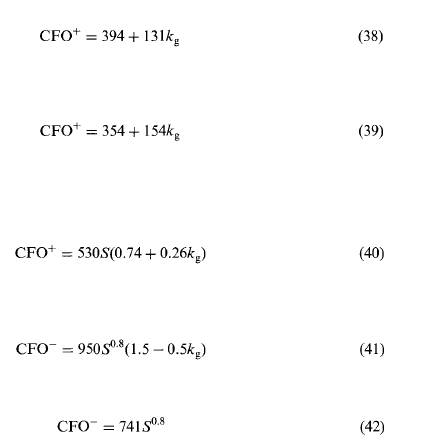 CFO⁺ = 394 + 131k_g (38)
CFO⁺ = 354 + 154k_g (39)
CFO⁺ = 530S(0.74 + 0.26k_g) (40)
CFO⁻ = 950S^0.8(1.5 − 0.5k_g) (41)
CFO⁻ = 741S^0.8 (42)